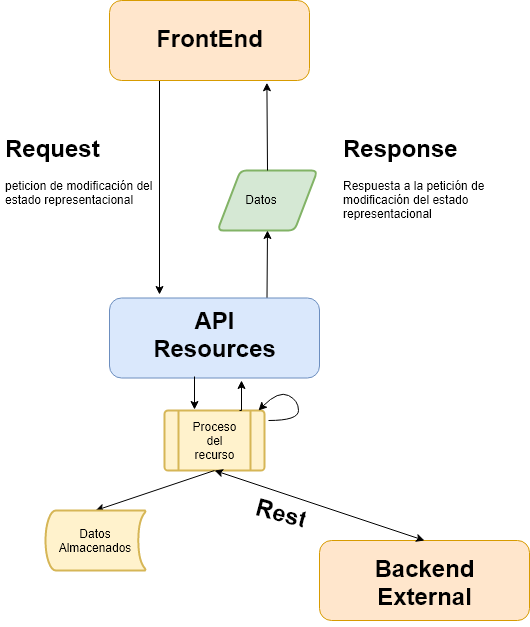 FrontEnd
Request
peticion de modificación del
estado representacional
Response
Respuesta a la petición de
modificación del estado
representacional
Datos
API
Resources
Proceso
del
recurso
Rest
Datos
Almacenados
Backend
External